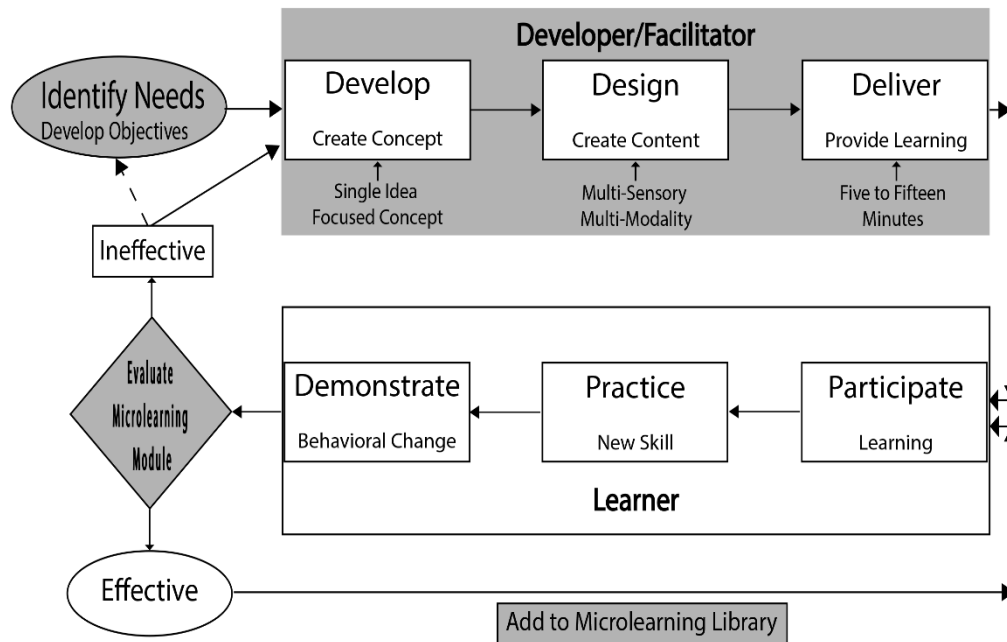 Developer/Facilitator
Identify Needs
Develop Objectives
Develop
Create Concept
Single Idea
Focused Concept
Design
Create Content
Multi-Sensory
Multi-Modality
Deliver
Provide Learning
Five to Fifteen
Minutes
Ineffective
Evaluate
Microlearning
Module
Demonstrate
Behavioral Change
Practice
New Skill
Participate
Learning
Learner
Effective
Add to Microlearning Library